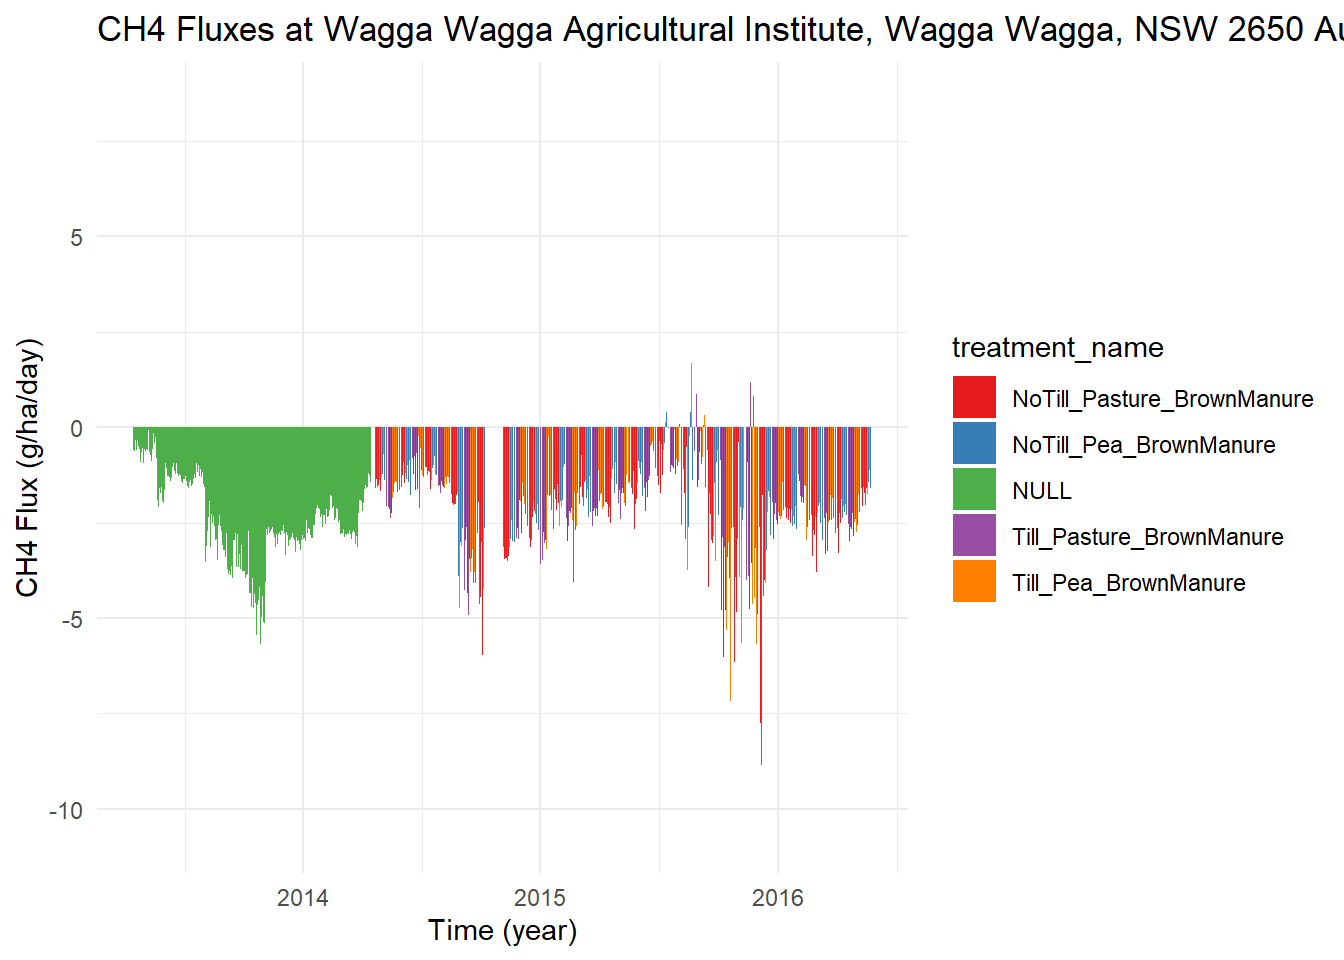 CH4 Fluxes at Wagga Wagga Agricultural Institute, Wagga Wagga, NSW 2650 Au
5
0
-5
-10
CH4 Flux (g/ha/day)
2014 2015 2016
Time (year)
treatment_name
NoTill_Pasture_BrownManure
NoTill_Pea_BrownManure
NULL
Till_Pasture_BrownManure
Till_Pea_BrownManure